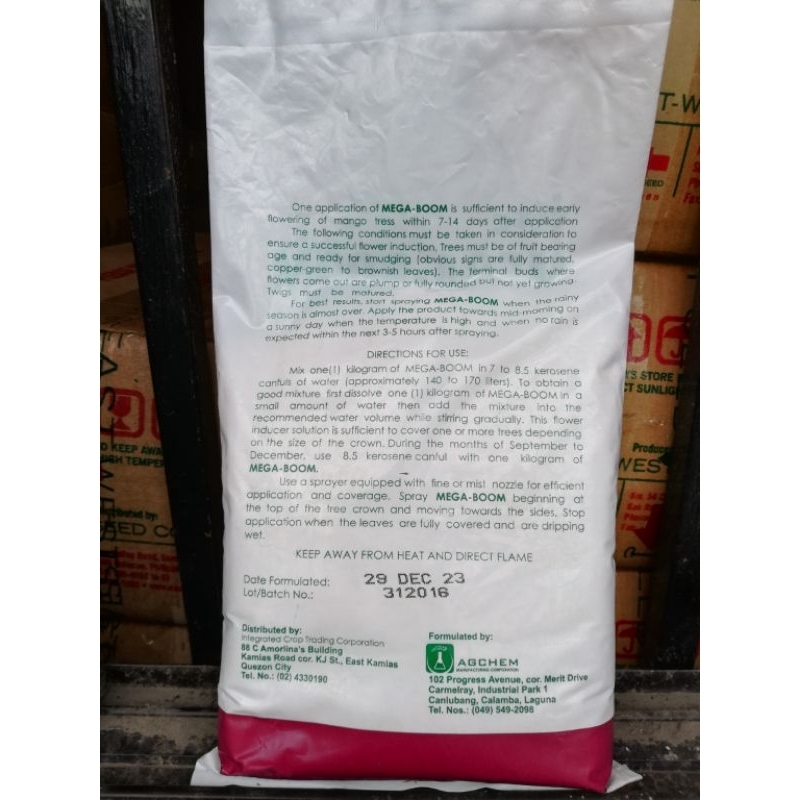 One application of MEGA-BOOM is sufficient to induce early
flowering of mango tress within 7-14 days after application
The following conditions must be taken in consideration to
ensure a successful flower induction. Trees must be of fruit bearing
age and ready for smudging (obvious signs are fully matured,
copper-green to brownish leaves). The terminal buds where
flowers come out are plump or fully rounded but not yet growing.
Twigs must be matured.
For best results, start spraying MEGA-BOOM when the rainy
season is almost over. Apply the product towards mid-morning on
a sunny day when the temperature is high and when no rain is
expected within the next 3-5 hours after spraying.
DIRECTIONS FOR USE:
Mix one(1) kilogram of MEGA-BOOM in 7 to 8.5 kerosene
canfuls of water (approximately 140 to 170 liters). To obtain a
good mixture first dissolve one (1) kilogram of MEGA-BOOM in a
small amount of water then add the mixture into the
recommended water volume while stirring gradually. This flower
inducer solution is sufficient to cover one or more trees depending
on the size of the crown. During the months of September to
December, use 8.5 kerosene canful with one kilogram of
MEGA-BOOM.
Use a sprayer equipped with fine or mist nozzle for efficient
application and coverage. Spray MEGA-BOOM beginning at
the top of the tree crown and moving towards the sides. Stop
application when the leaves are fully covered and are dripping
wet.
KEEP AWAY FROM HEAT AND DIRECT FLAME
Date Formulated: 29 DEC 23
Lot/Batch No.: 312016
Distributed by:
Integrated Crop Trading Corporation
88 C Amorlina's Building
Kamias Road cor. KJ St., East Kamias
Quezon City
Tel. No.: (02) 4330190
Formulated by:
AGCHEM
MANUFACTURING CORPORATION
102 Progress Avenue, cor. Merit Drive
Carmelray, Industrial Park 1
Canlubang, Calamba, Laguna
Tel. Nos.: (049) 549-2098
T-W
'S STORE
CT SUNLIG
Produce
WES
KEEP AWA
GH TEMPE
tributed by:
EED CO